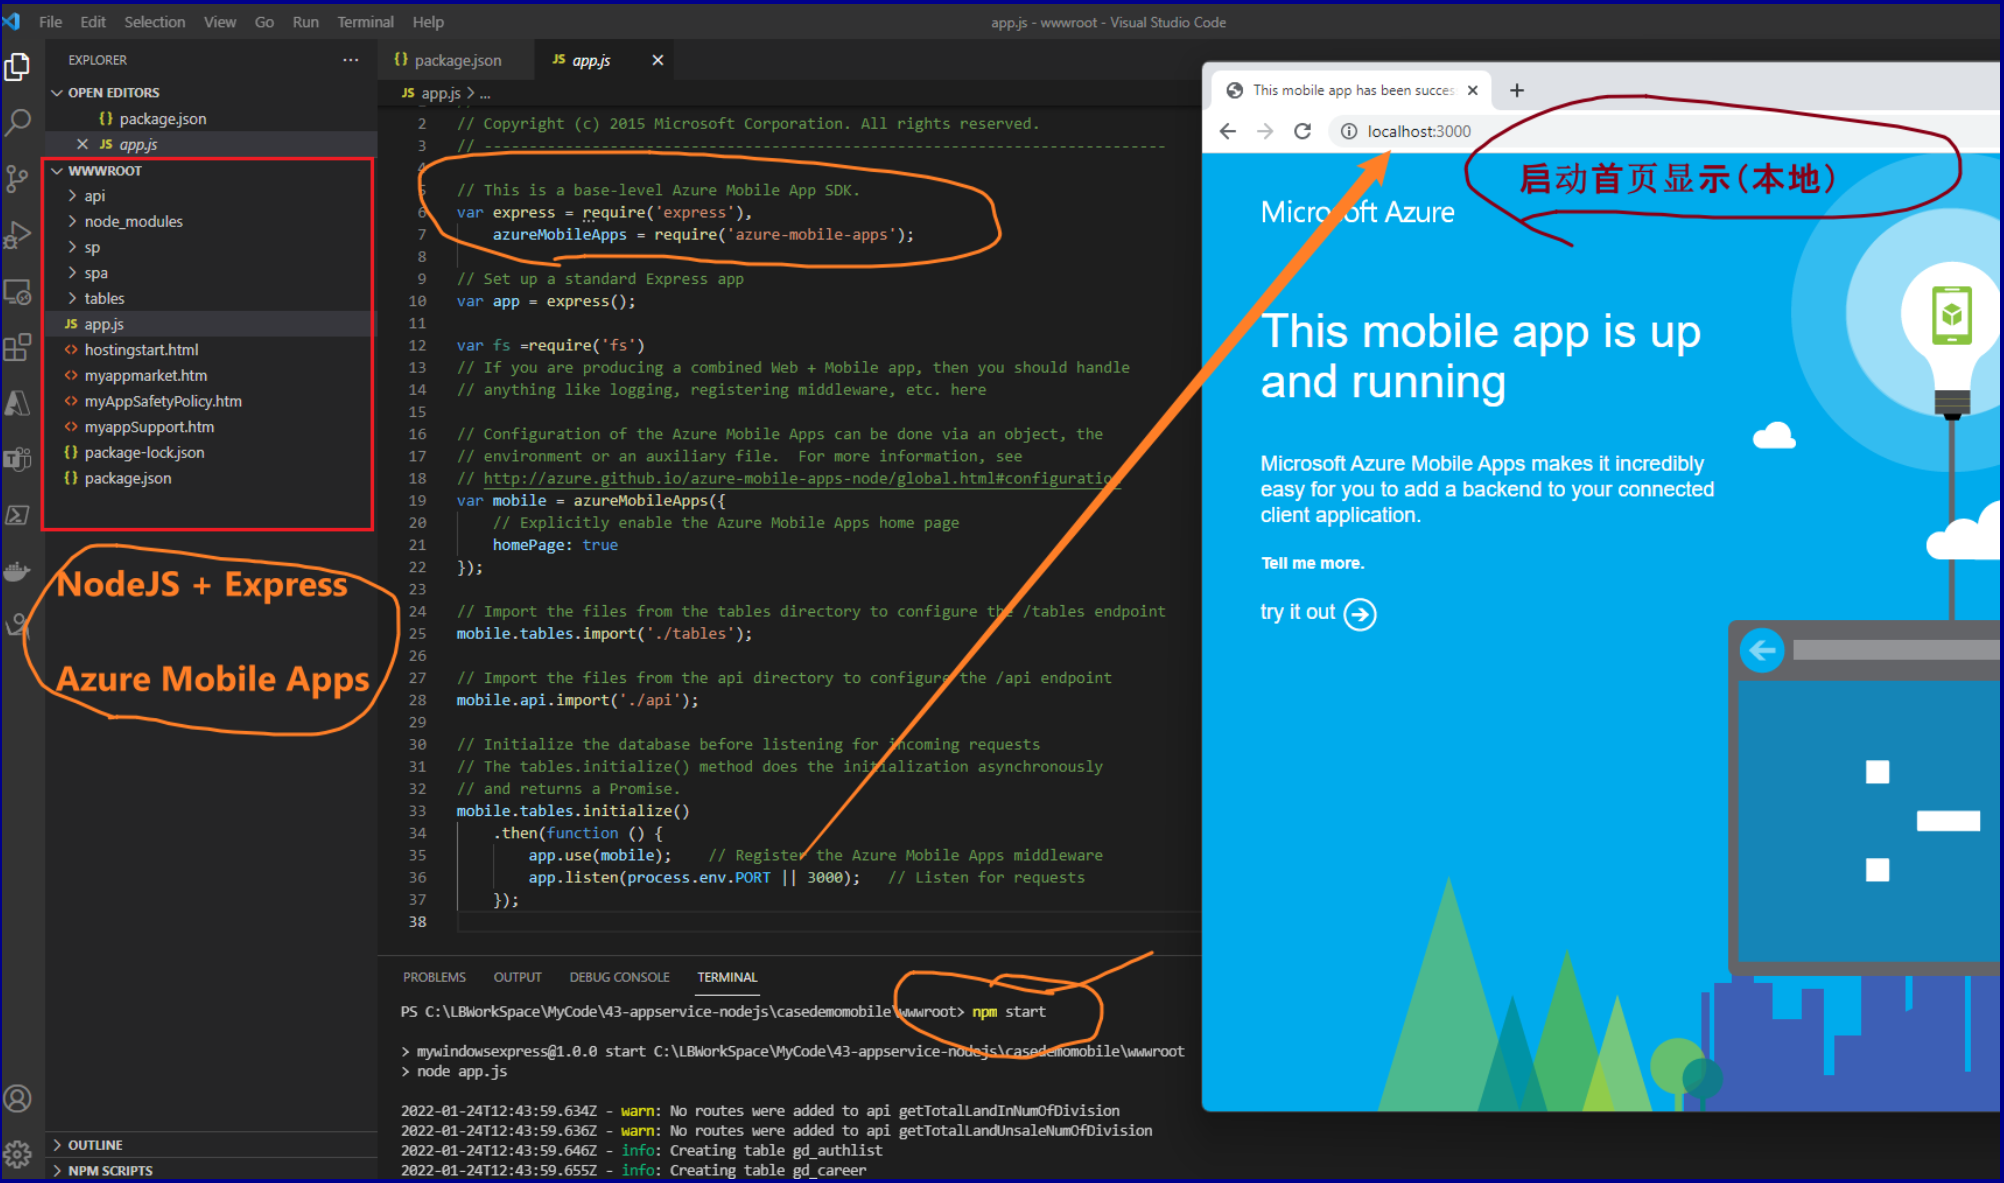 File Edit Selection View Go Run Terminal Help
app.js - wwwroot - Visual Studio Code
EXPLORER
OPEN EDITORS
{} package.json
JS app.js
WWWROOT
api
node_modules
sp
spa
tables
JS app.js
<> hostingstart.html
<> myappmarket.htm
<> myAppSafetyPolicy.htm
<> myappSupport.htm
{} package-lock.json
{} package.json
NodeJS + Express
Azure Mobile Apps
OUTLINE
NPM SCRIPTS
{} package.json
JS app.js
JS app.js > ...
2 // Copyright (c) 2015 Microsoft Corporation. All rights reserved.
3 // ----------------------------------------------------------------------------
4
5 // This is a base-level Azure Mobile App SDK.
6 var express = require('express'),
7 azureMobileApps = require('azure-mobile-apps');
8
9 // Set up a standard Express app
10 var app = express();
11
12 var fs =require('fs')
13 // If you are producing a combined Web + Mobile app, then you should handle
14 // anything like logging, registering middleware, etc. here
15
16 // Configuration of the Azure Mobile Apps can be done via an object, the
17 // environment or an auxiliary file.  For more information, see
18 // http://azure.github.io/azure-mobile-apps-node/global.html#configuration
19 var mobile = azureMobileApps({
20 // Explicitly enable the Azure Mobile Apps home page
21 homePage: true
22 });
23
24 // Import the files from the tables directory to configure the /tables endpoint
25 mobile.tables.import('./tables');
26
27 // Import the files from the api directory to configure the /api endpoint
28 mobile.api.import('./api');
29
30 // Initialize the database before listening for incoming requests
31 // The tables.initialize() method does the initialization asynchronously
32 // and returns a Promise.
33 mobile.tables.initialize()
34 .then(function () {
35 app.use(mobile);    // Register the Azure Mobile Apps middleware
36 app.listen(process.env.PORT || 3000);   // Listen for requests
37 });
38
PROBLEMS OUTPUT DEBUG CONSOLE TERMINAL
PS C:\LBWorkSpace\MyCode\43-appservice-nodejs\casedemomobile\wwwroot> npm start
> mywindowsexpress@1.0.0 start C:\LBWorkSpace\MyCode\43-appservice-nodejs\casedemomobile\wwwroot
> node app.js
2022-01-24T12:43:59.634Z - warn: No routes were added to api getTotalLandInNumOfDivision
2022-01-24T12:43:59.636Z - warn: No routes were added to api getTotalLandUnsaleNumOfDivision
2022-01-24T12:43:59.646Z - info: Creating table gd_authlist
2022-01-24T12:43:59.655Z - info: Creating table gd_career
This mobile app has been succes
localhost:3000
启动首页显示(本地)
Microsoft Azure
This mobile app is up
and running
Microsoft Azure Mobile Apps makes it incredibly
easy for you to add a backend to your connected
client application.
Tell me more.
try it out